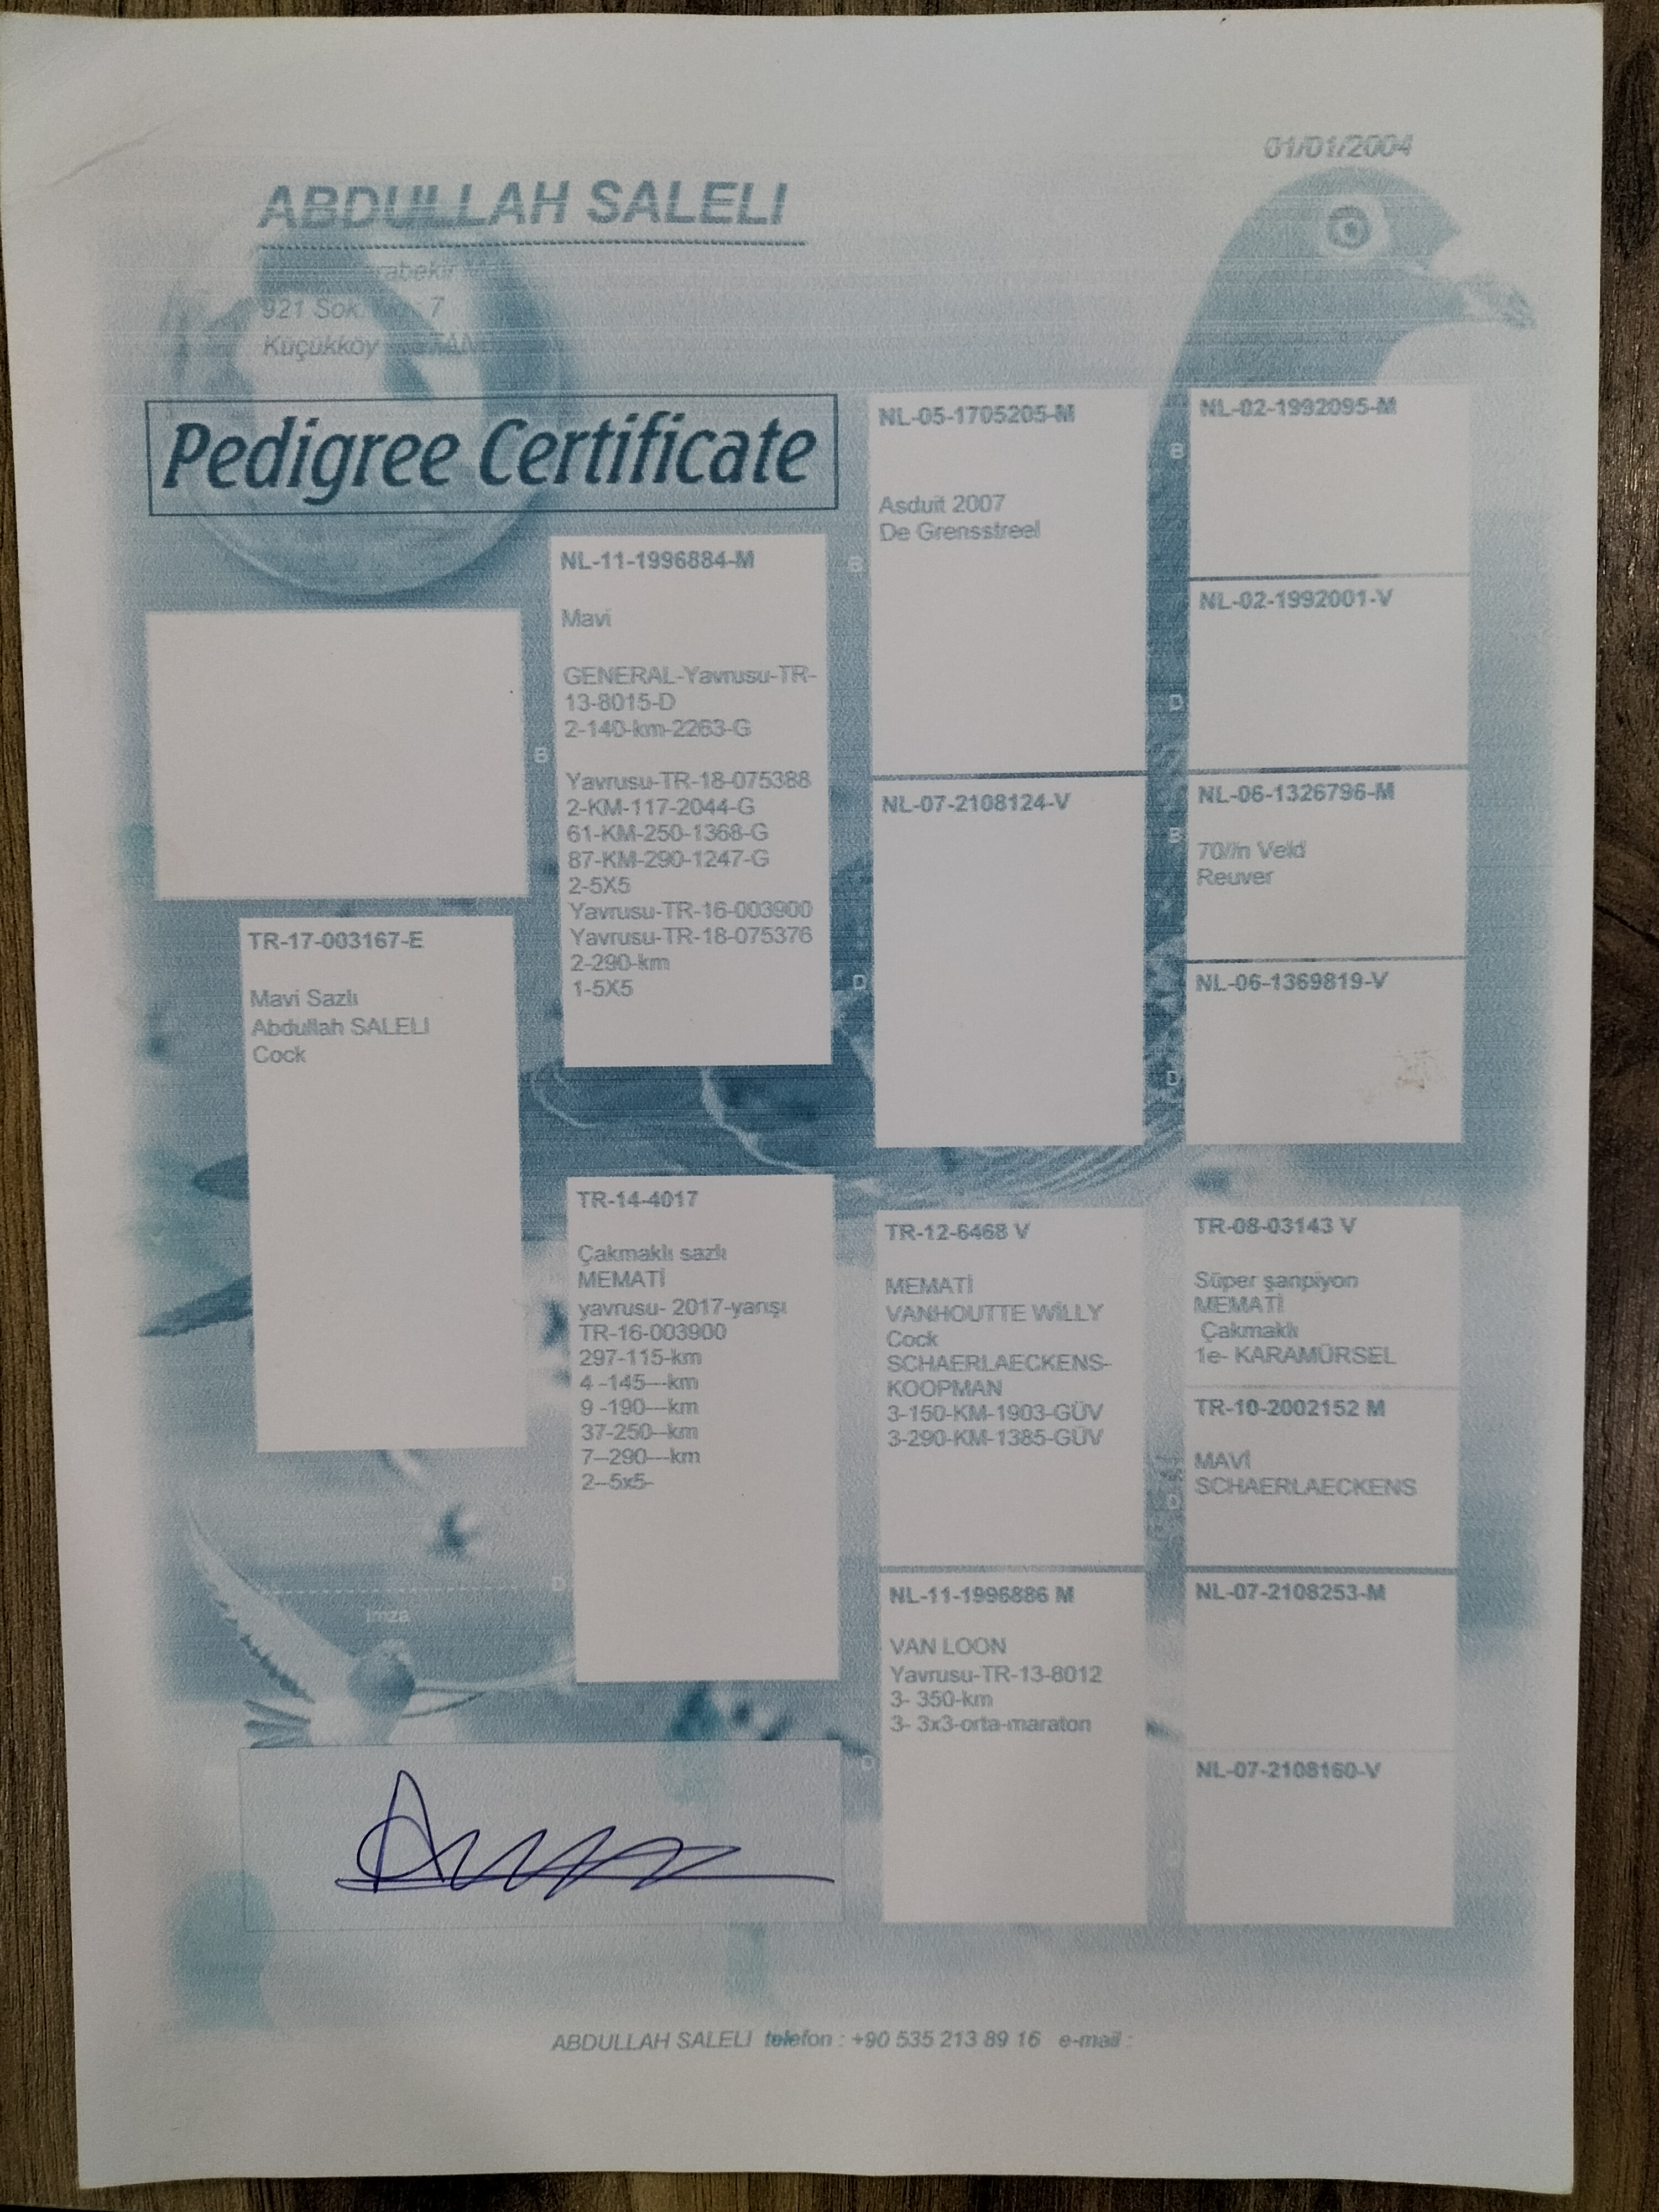 01/01/2004
ABDULLAH SALELI
921 Sok. 7
Küçükköy
Pedigree Certificate
TR-17-003167-E
Mavi Sazlı
Abdullah SALELI
Cock
B
NL-11-1996884-M
Mavi
GENERAL-Yavrusu-TR-
13-8015-D
2-140-km-2263-G
Yavrusu-TR-18-075388
2-KM-117-2044-G
61-KM-250-1368-G
87-KM-290-1247-G
2-5X5
Yavrusu-TR-16-003900
Yavrusu-TR-18-075376
2-290-km
1-5X5
D
TR-14-4017
Çakmaklı sazlı
MEMATİ
yavrusu- 2017-yarışı
TR-16-003900
297-115-km
4 -145---km
9 -190---km
37-250--km
7--290---km
2--5x5-
B
NL-05-1705205-M
Asduit 2007
De Grensstreel
D
NL-07-2108124-V
TR-12-6468 V
MEMATİ
VANHOUTTE WİLLY
Cock
SCHAERLAECKENS-
KOOPMAN
3-150-KM-1903-GÜV
3-290-KM-1385-GÜV
D
NL-11-1996886 M
VAN LOON
Yavrusu-TR-13-8012
3- 350-km
3- 3x3-orta-maraton
B
NL-02-1992095-M
D
NL-02-1992001-V
B
NL-06-1326796-M
70/In Veld
Reuver
D
NL-06-1369819-V
TR-08-03143 V
Süper şanpiyon
MEMATİ
Çakmaklı
1e- KARAMÜRSEL
D
TR-10-2002152 M
MAVİ
SCHAERLAECKENS
NL-07-2108253-M
NL-07-2108160-V
imza
ABDULLAH SALELI telefon : +90 535 213 89 16 e-mail :